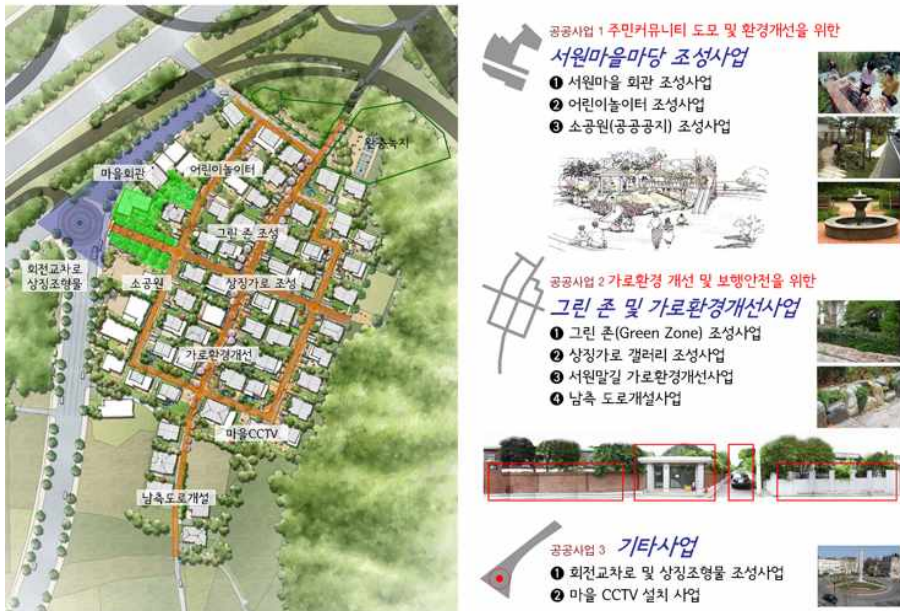 마을회관
어린이놀이터
완충녹지
그린 존 조성
회전교차로
상징조형물
소공원
상징가로 조성
가로환경개선
마을CCTV
남측도로개설
공공사업 1 주민커뮤니티 도모 및 환경개선을 위한
서원마을마당 조성사업
❶ 서원마을 회관 조성사업
❷ 어린이놀이터 조성사업
❸ 소공원(공공공지) 조성사업
공공사업 2 가로환경 개선 및 보행안전을 위한
그린 존 및 가로환경개선사업
❶ 그린 존(Green Zone) 조성사업
❷ 상징가로 갤러리 조성사업
❸ 서원말길 가로환경개선사업
❹ 남측 도로개설사업
공공사업 3 기타사업
❶ 회전교차로 및 상징조형물 조성사업
❷ 마을 CCTV 설치 사업